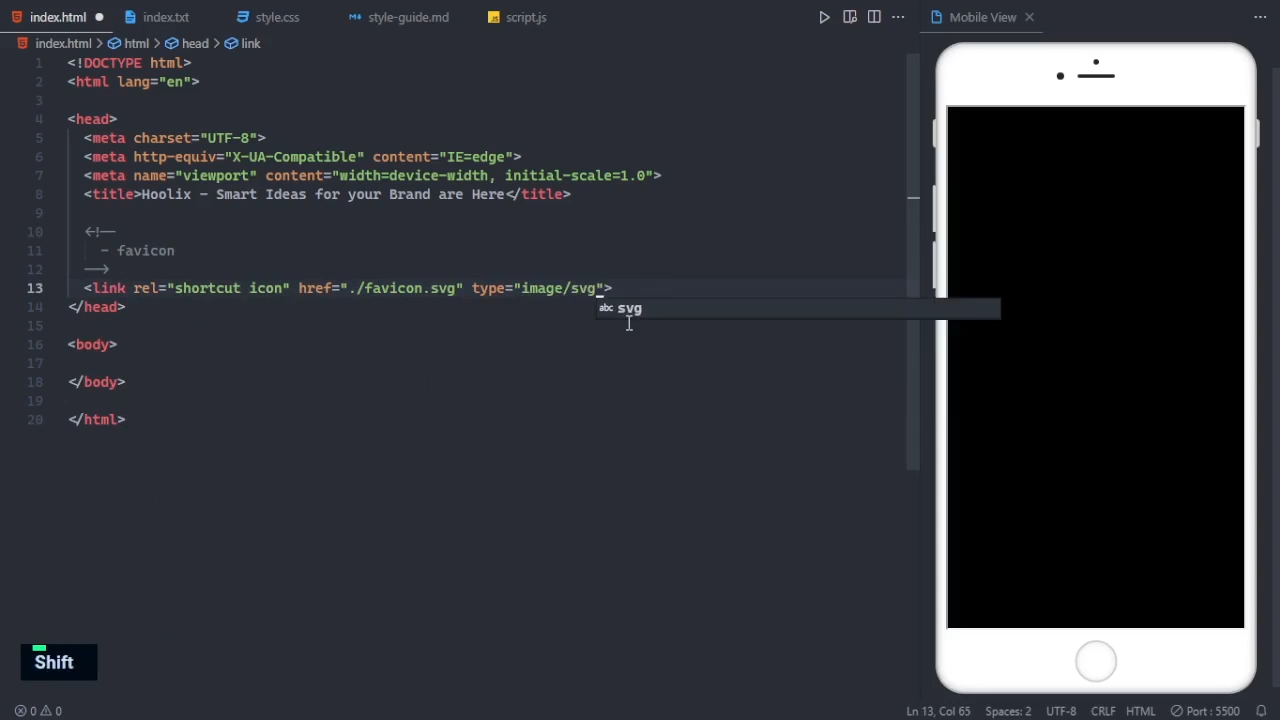 index.html index.txt style.css style-guide.md script.js Mobile View
index.html > html > head > link
1 <!DOCTYPE html>
2 <html lang="en">
3
4 <head>
5 <meta charset="UTF-8">
6 <meta http-equiv="X-UA-Compatible" content="IE=edge">
7 <meta name="viewport" content="width=device-width, initial-scale=1.0">
8 <title>Hoolix - Smart Ideas for your Brand are Here</title>
9
10 <!--
11 - favicon
12 -->
13 <link rel="shortcut icon" href="./favicon.svg" type="image/svg">
abc svg
14 </head>
15
16 <body>
17
18 </body>
19
20 </html>
Shift
0 0 Ln 13, Col 65 Spaces: 2 UTF-8 CRLF HTML Port : 5500